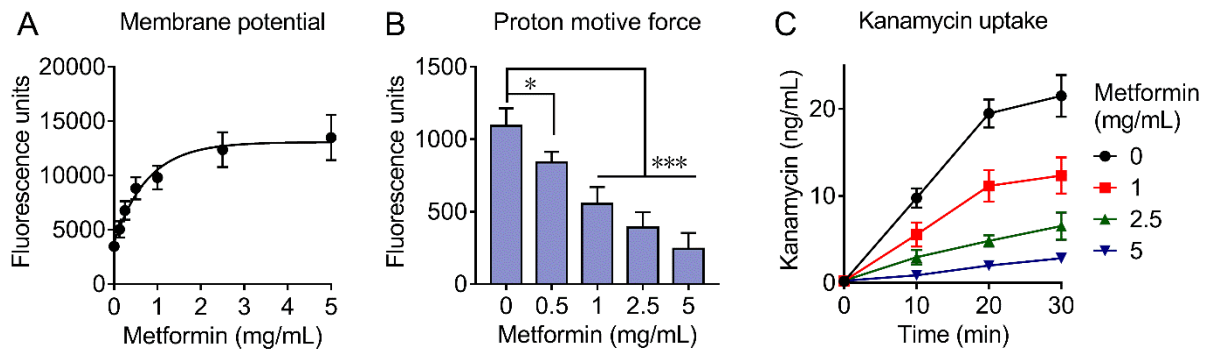 A
Membrane potential
Fluorescence units
20000
15000
10000
5000
0
0
1
2
3
4
5
Metformin (mg/mL)
B
Proton motive force
Fluorescence units
1500
1000
500
0
*
***
0
0.5
1
2.5
5
Metformin (mg/mL)
C
Kanamycin uptake
Kanamycin (ng/mL)
20
10
0
0
10
20
30
Time (min)
Metformin
(mg/mL)
0
1
2.5
5